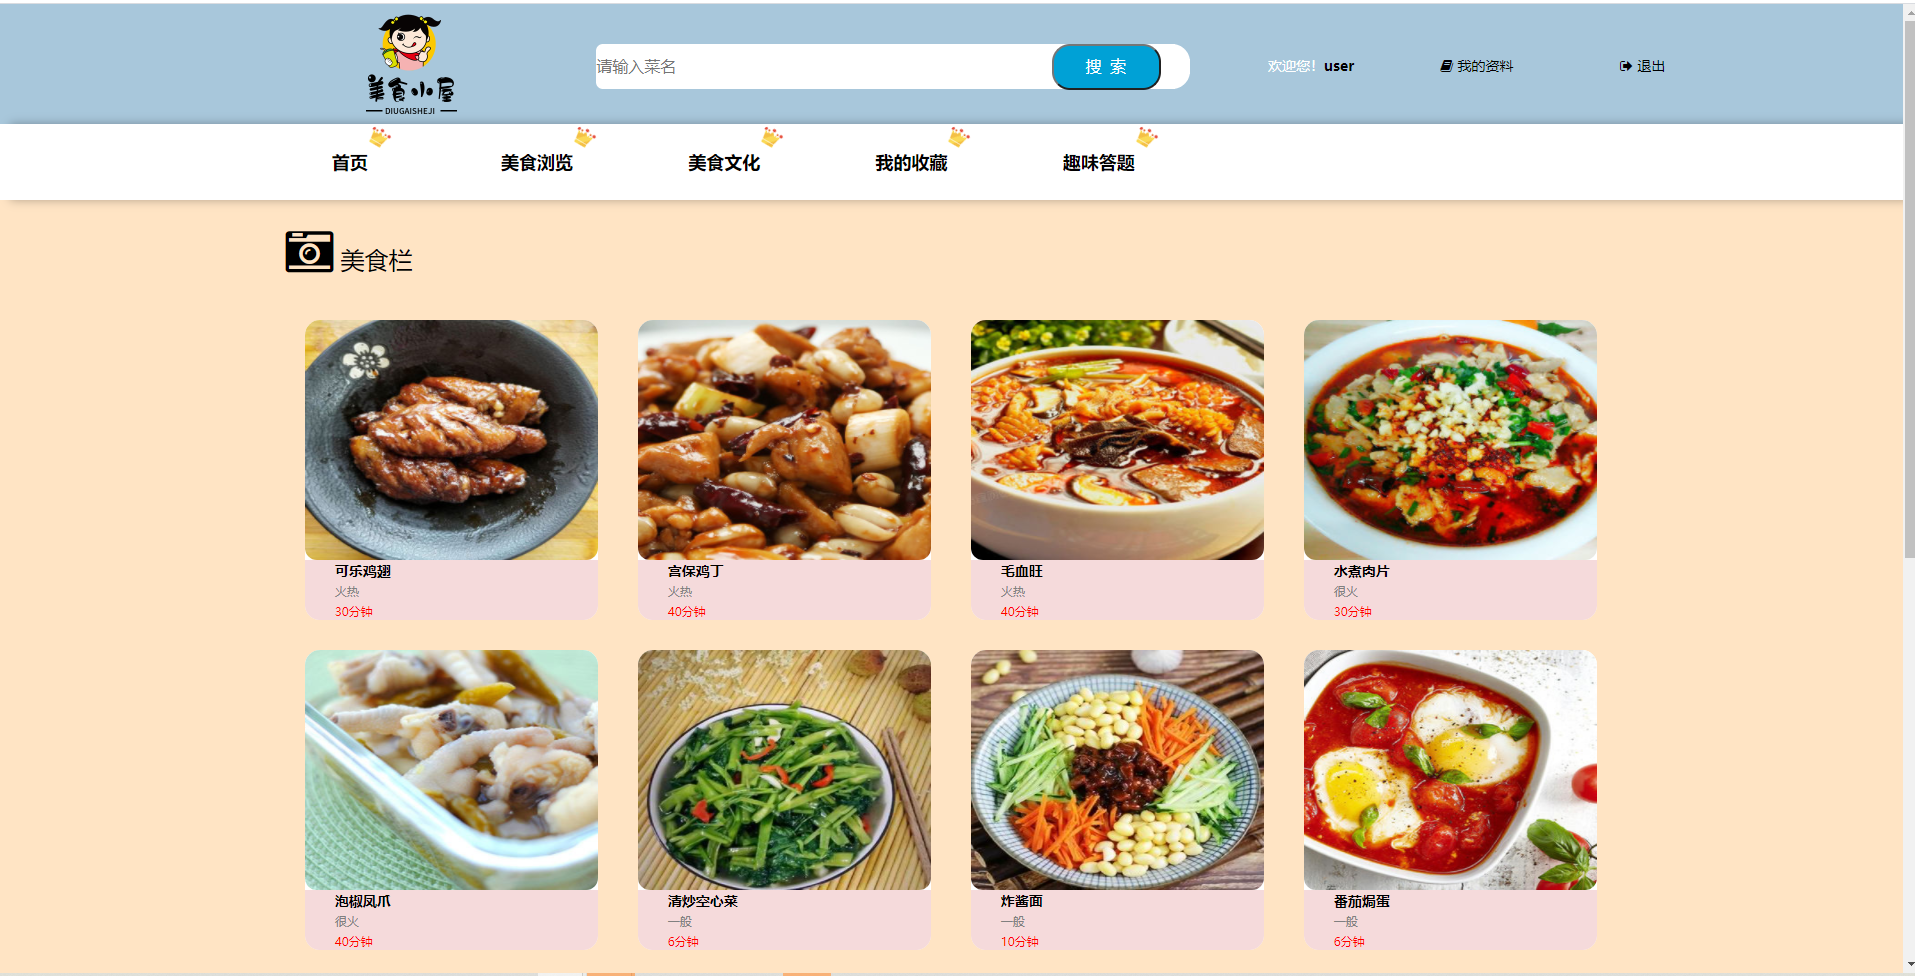 美食小屋
DIUGAISHEJI
请输入菜名
搜 索
欢迎您! user
我的资料
退出
首页
美食浏览
美食文化
我的收藏
趣味答题
美食栏
可乐鸡翅
火热
30分钟
宫保鸡丁
火热
40分钟
毛血旺
火热
40分钟
水煮肉片
很火
30分钟
泡椒凤爪
很火
40分钟
清炒空心菜
一般
6分钟
炸酱面
一般
10分钟
番茄焗蛋
一般
6分钟